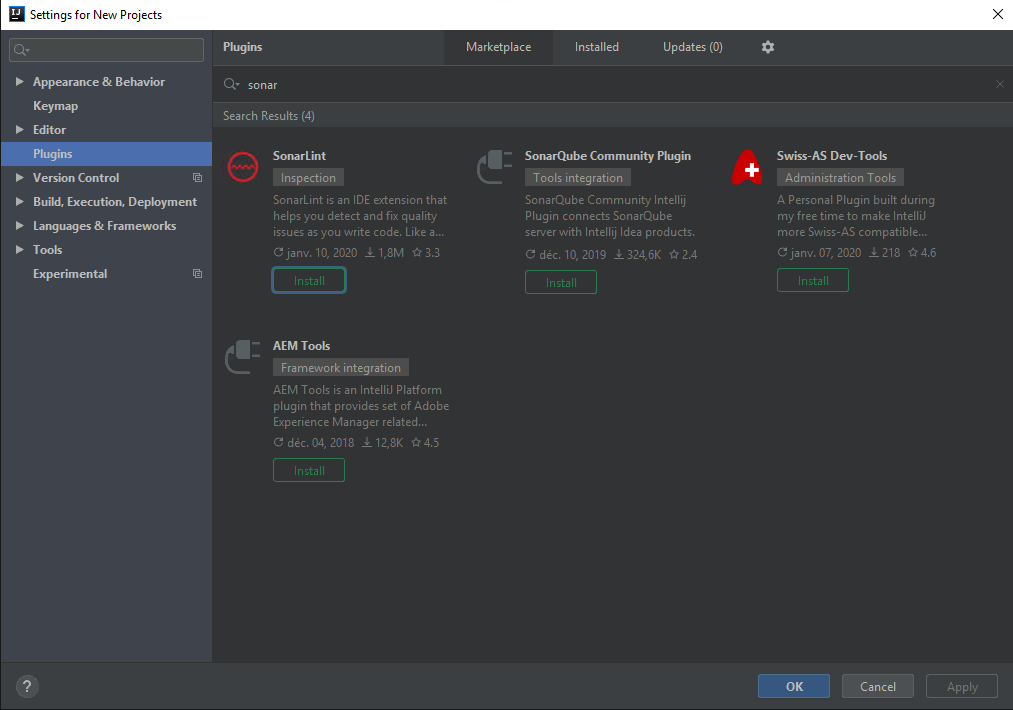 IJ
Settings for New Projects
Plugins
Marketplace
Installed
Updates (0)
sonar
Search Results (4)
Appearance & Behavior
Keymap
Editor
Plugins
Version Control
Build, Execution, Deployment
Languages & Frameworks
Tools
Experimental
SonarLint
Inspection
SonarLint is an IDE extension that
helps you detect and fix quality
issues as you write code. Like a...
janv. 10, 2020 1,8M 3.3
Install
SonarQube Community Plugin
Tools integration
SonarQube Community Intellij
Plugin connects SonarQube
server with Intellij Idea products.
déc. 10, 2019 324,6K 2.4
Install
Swiss-AS Dev-Tools
Administration Tools
A Personal Plugin built during
my free time to make IntelliJ
more Swiss-AS compatible...
janv. 07, 2020 218 4.6
Install
AEM Tools
Framework integration
AEM Tools is an IntelliJ Platform
plugin that provides set of Adobe
Experience Manager related...
déc. 04, 2018 12,8K 4.5
Install
?
OK
Cancel
Apply